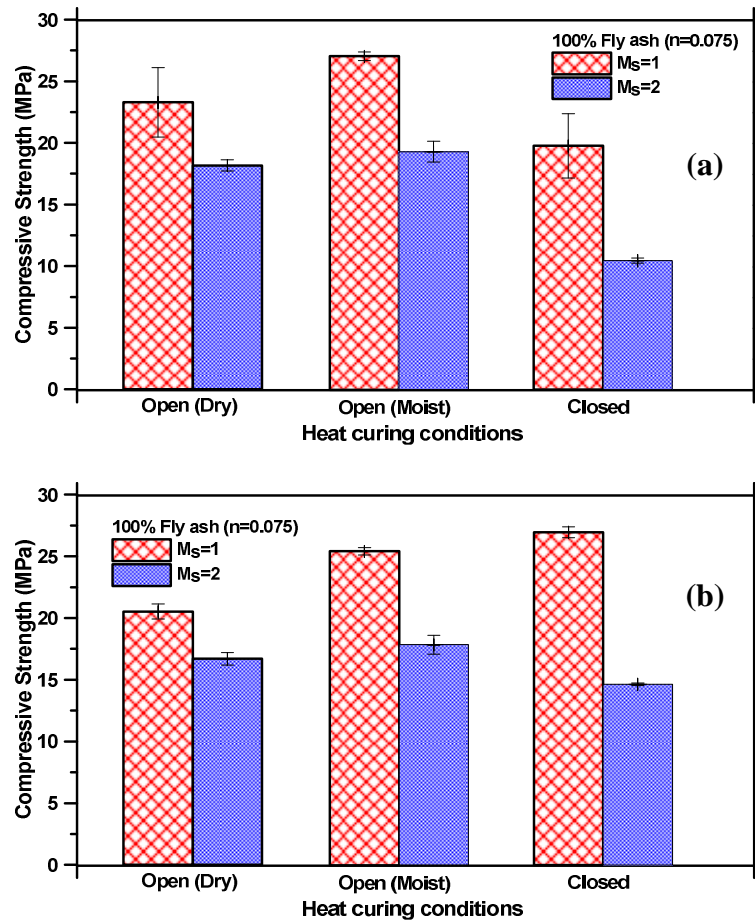 30
25
20
15
10
5
0
Compressive Strength (MPa)
100% Fly ash (n=0.075)
Ms=1
Ms=2
(a)
Open (Dry) Open (Moist) Closed
Heat curing conditions
30
25
20
15
10
5
0
Compressive Strength (MPa)
100% Fly ash (n=0.075)
Ms=1
Ms=2
(b)
Open (Dry) Open (Moist) Closed
Heat curing conditions